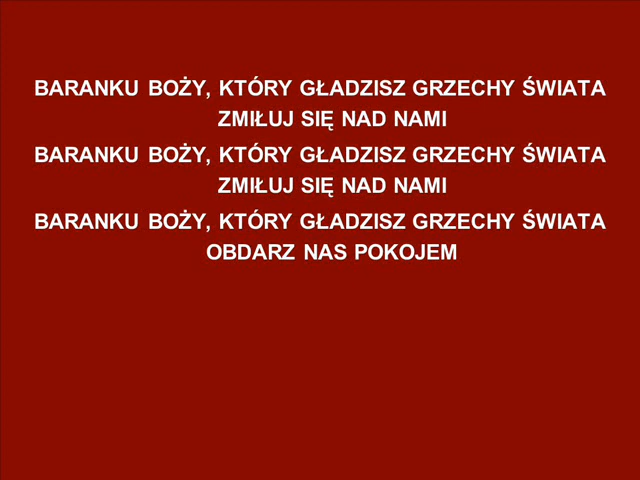 BARANKU BOŻY, KTÓRY GŁADZISZ GRZECHY ŚWIATA
ZMIŁUJ SIĘ NAD NAMI
BARANKU BOŻY, KTÓRY GŁADZISZ GRZECHY ŚWIATA
ZMIŁUJ SIĘ NAD NAMI
BARANKU BOŻY, KTÓRY GŁADZISZ GRZECHY ŚWIATA
OBDARZ NAS POKOJEM